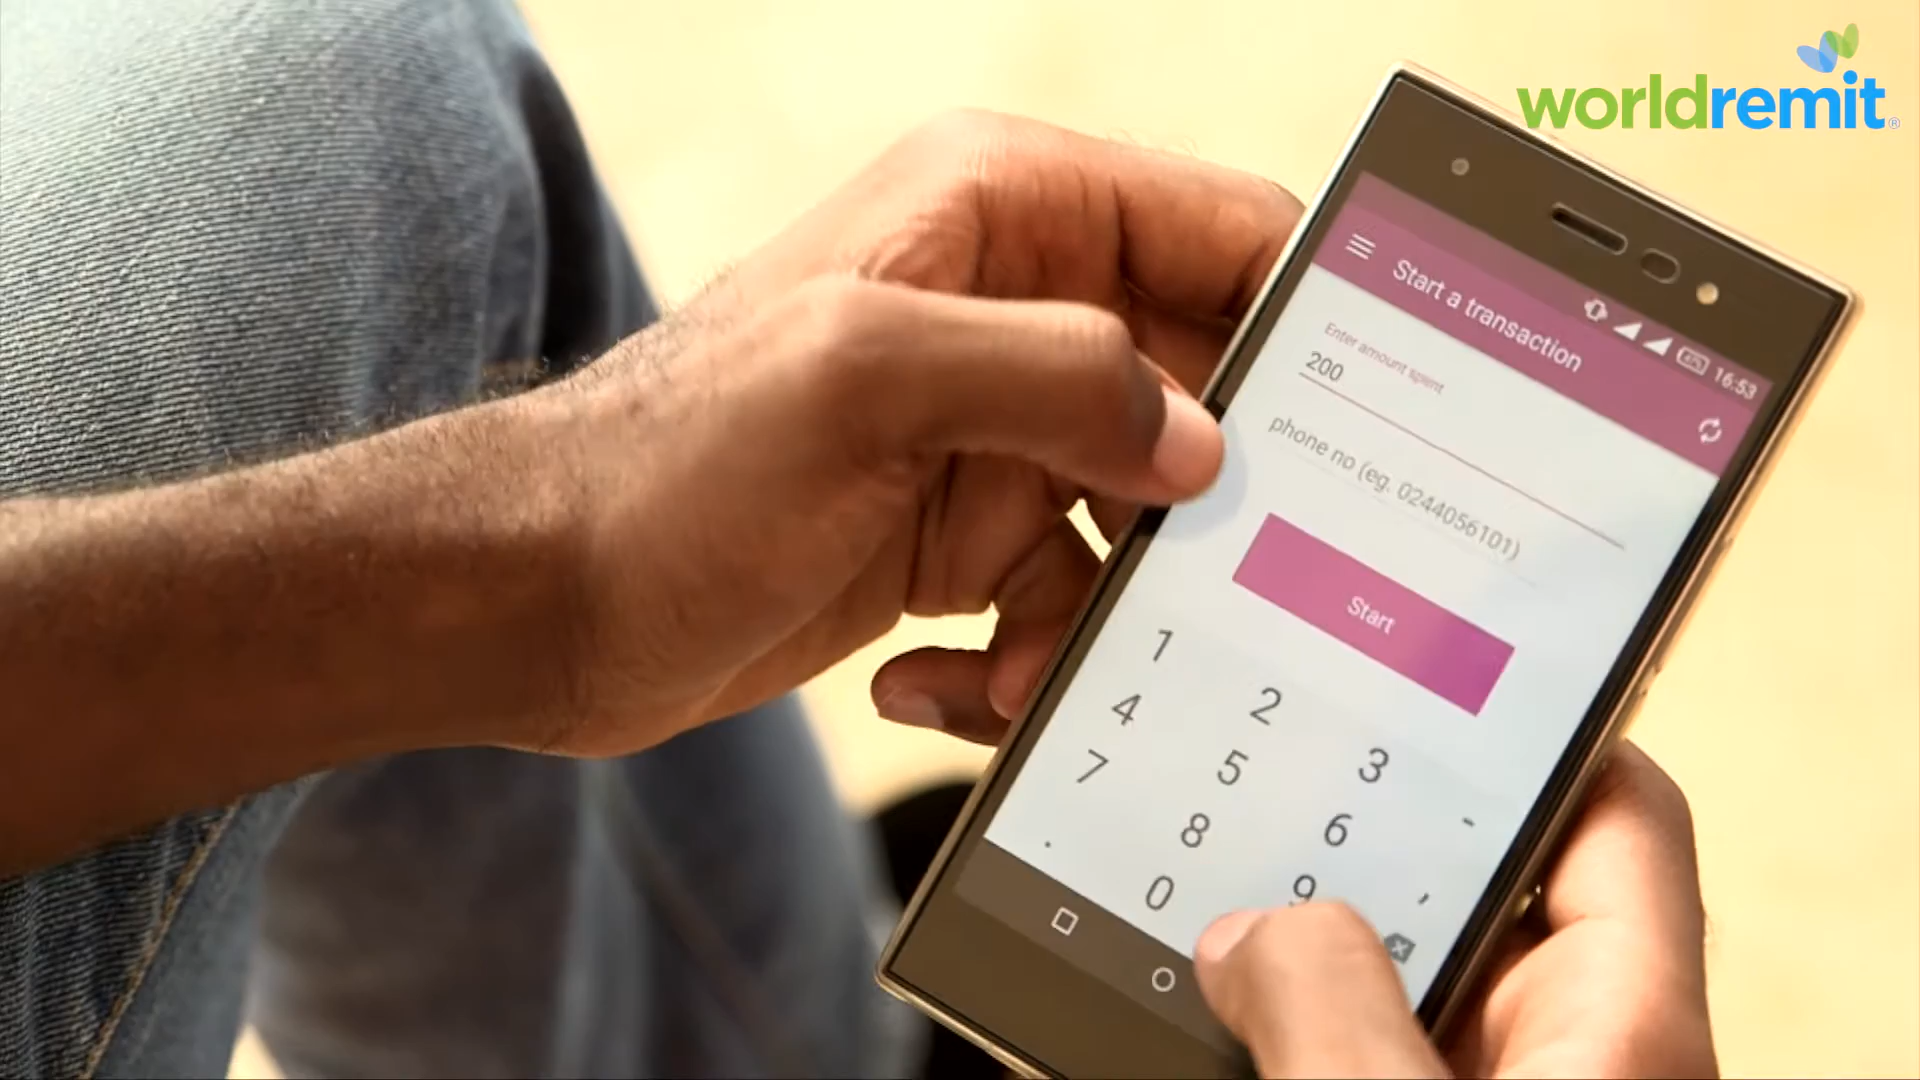 worldremit®
47% 16:53
Start a transaction
Enter amount spent
200
phone no (eg. 0244056101)
Start
1 2 3 -
4 5 6 ,
7 8 9
. 0